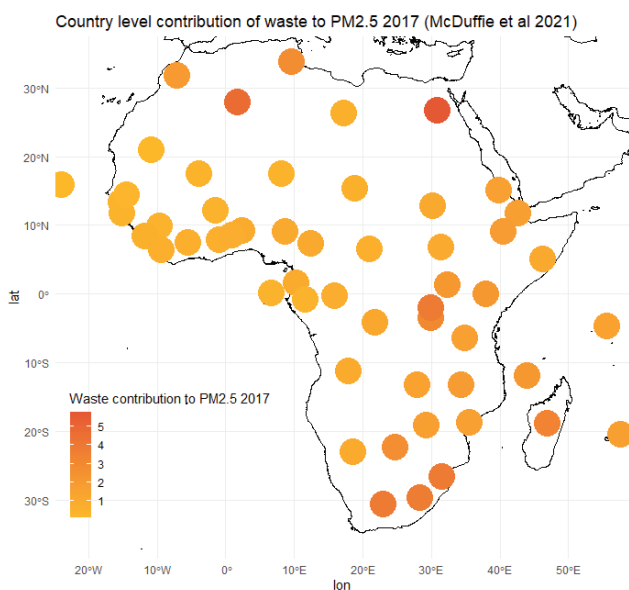 Country level contribution of waste to PM2.5 2017 (McDuffie et al 2021)
30°N
20°N
10°N
0°
10°S
20°S
30°S
lat
Waste contribution to PM2.5 2017
5
4
3
2
1
20°W
10°W
0°
10°E
20°E
30°E
40°E
50°E
lon